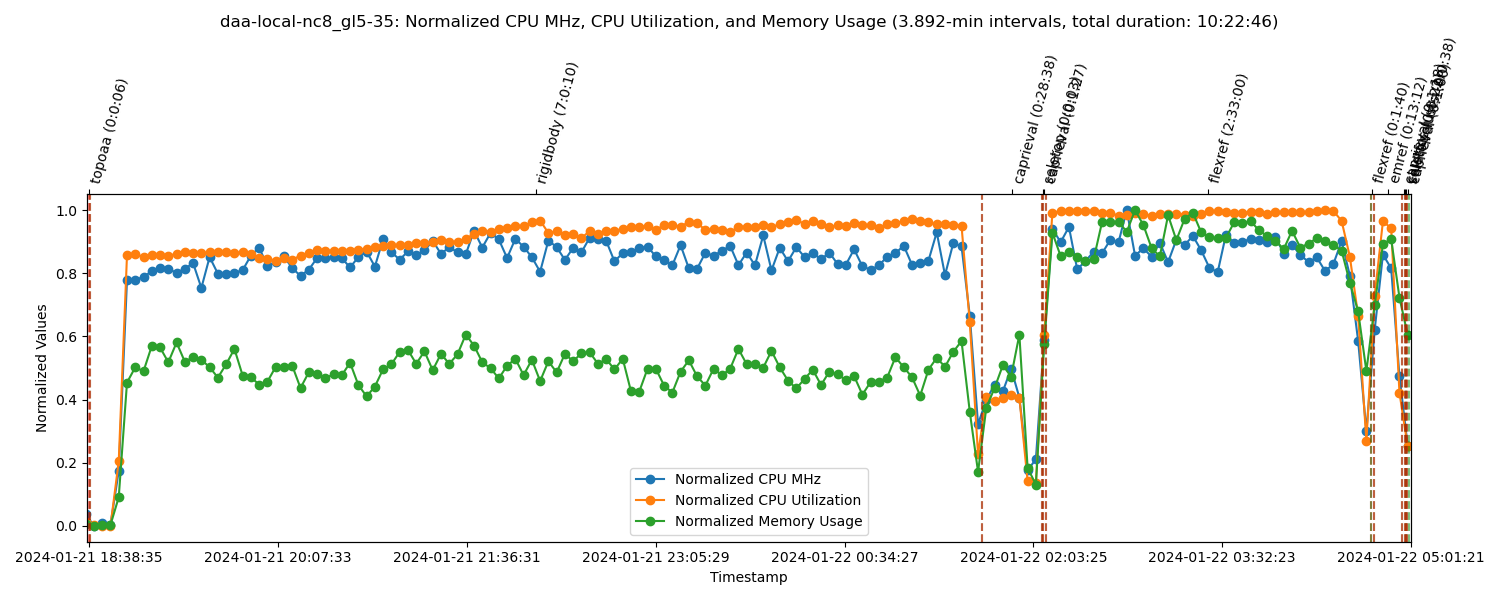 daa-local-nc8_gl5-35: Normalized CPU MHz, CPU Utilization, and Memory Usage (3.892-min intervals, total duration: 10:22:46)
topoaa (0:0:06)
rigidbody (7:0:10)
caprieval (0:28:38)
flexref (2:33:00)
flexref (0:1:40)
emref (0:13:12)
1.0
0.8
0.6
0.4
0.2
0.0
Normalized Values
Normalized CPU MHz
Normalized CPU Utilization
Normalized Memory Usage
2024-01-21 18:38:35
2024-01-21 20:07:33
2024-01-21 21:36:31
2024-01-21 23:05:29
2024-01-22 00:34:27
2024-01-22 02:03:25
2024-01-22 03:32:23
2024-01-22 05:01:21
Timestamp